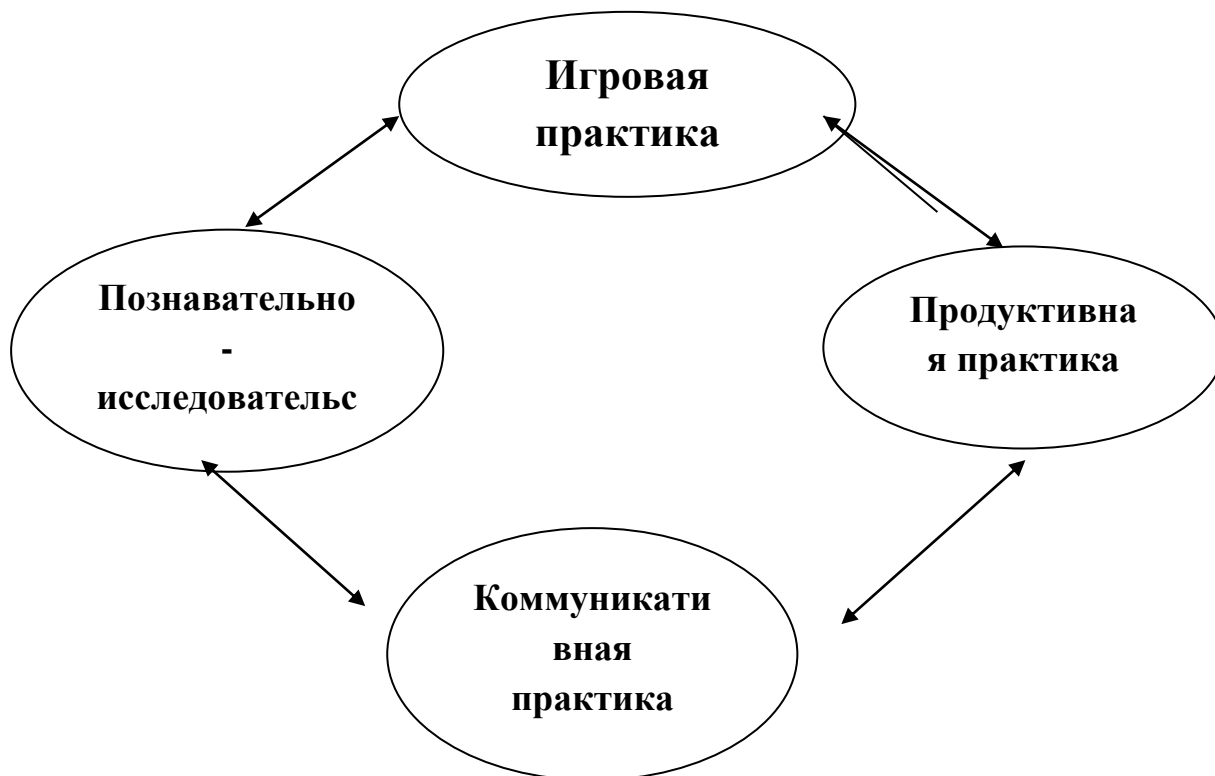 Игровая
практика
Познавательно
-
исследовательс
Продуктивна
я практика
Коммуникати
вная
практика